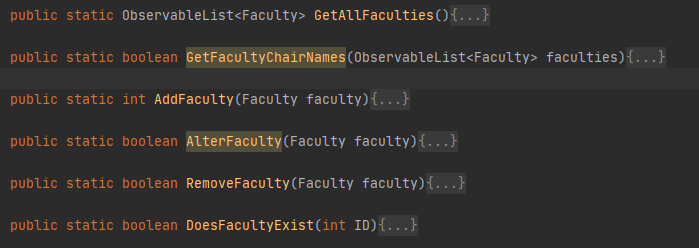 public static ObservableList<Faculty> GetAllFaculties(){...}
public static boolean GetFacultyChairNames(ObservableList<Faculty> faculties){...}
public static int AddFaculty(Faculty faculty){...}
public static boolean AlterFaculty(Faculty faculty){...}
public static boolean RemoveFaculty(Faculty faculty){...}
public static boolean DoesFacultyExist(int ID){...}